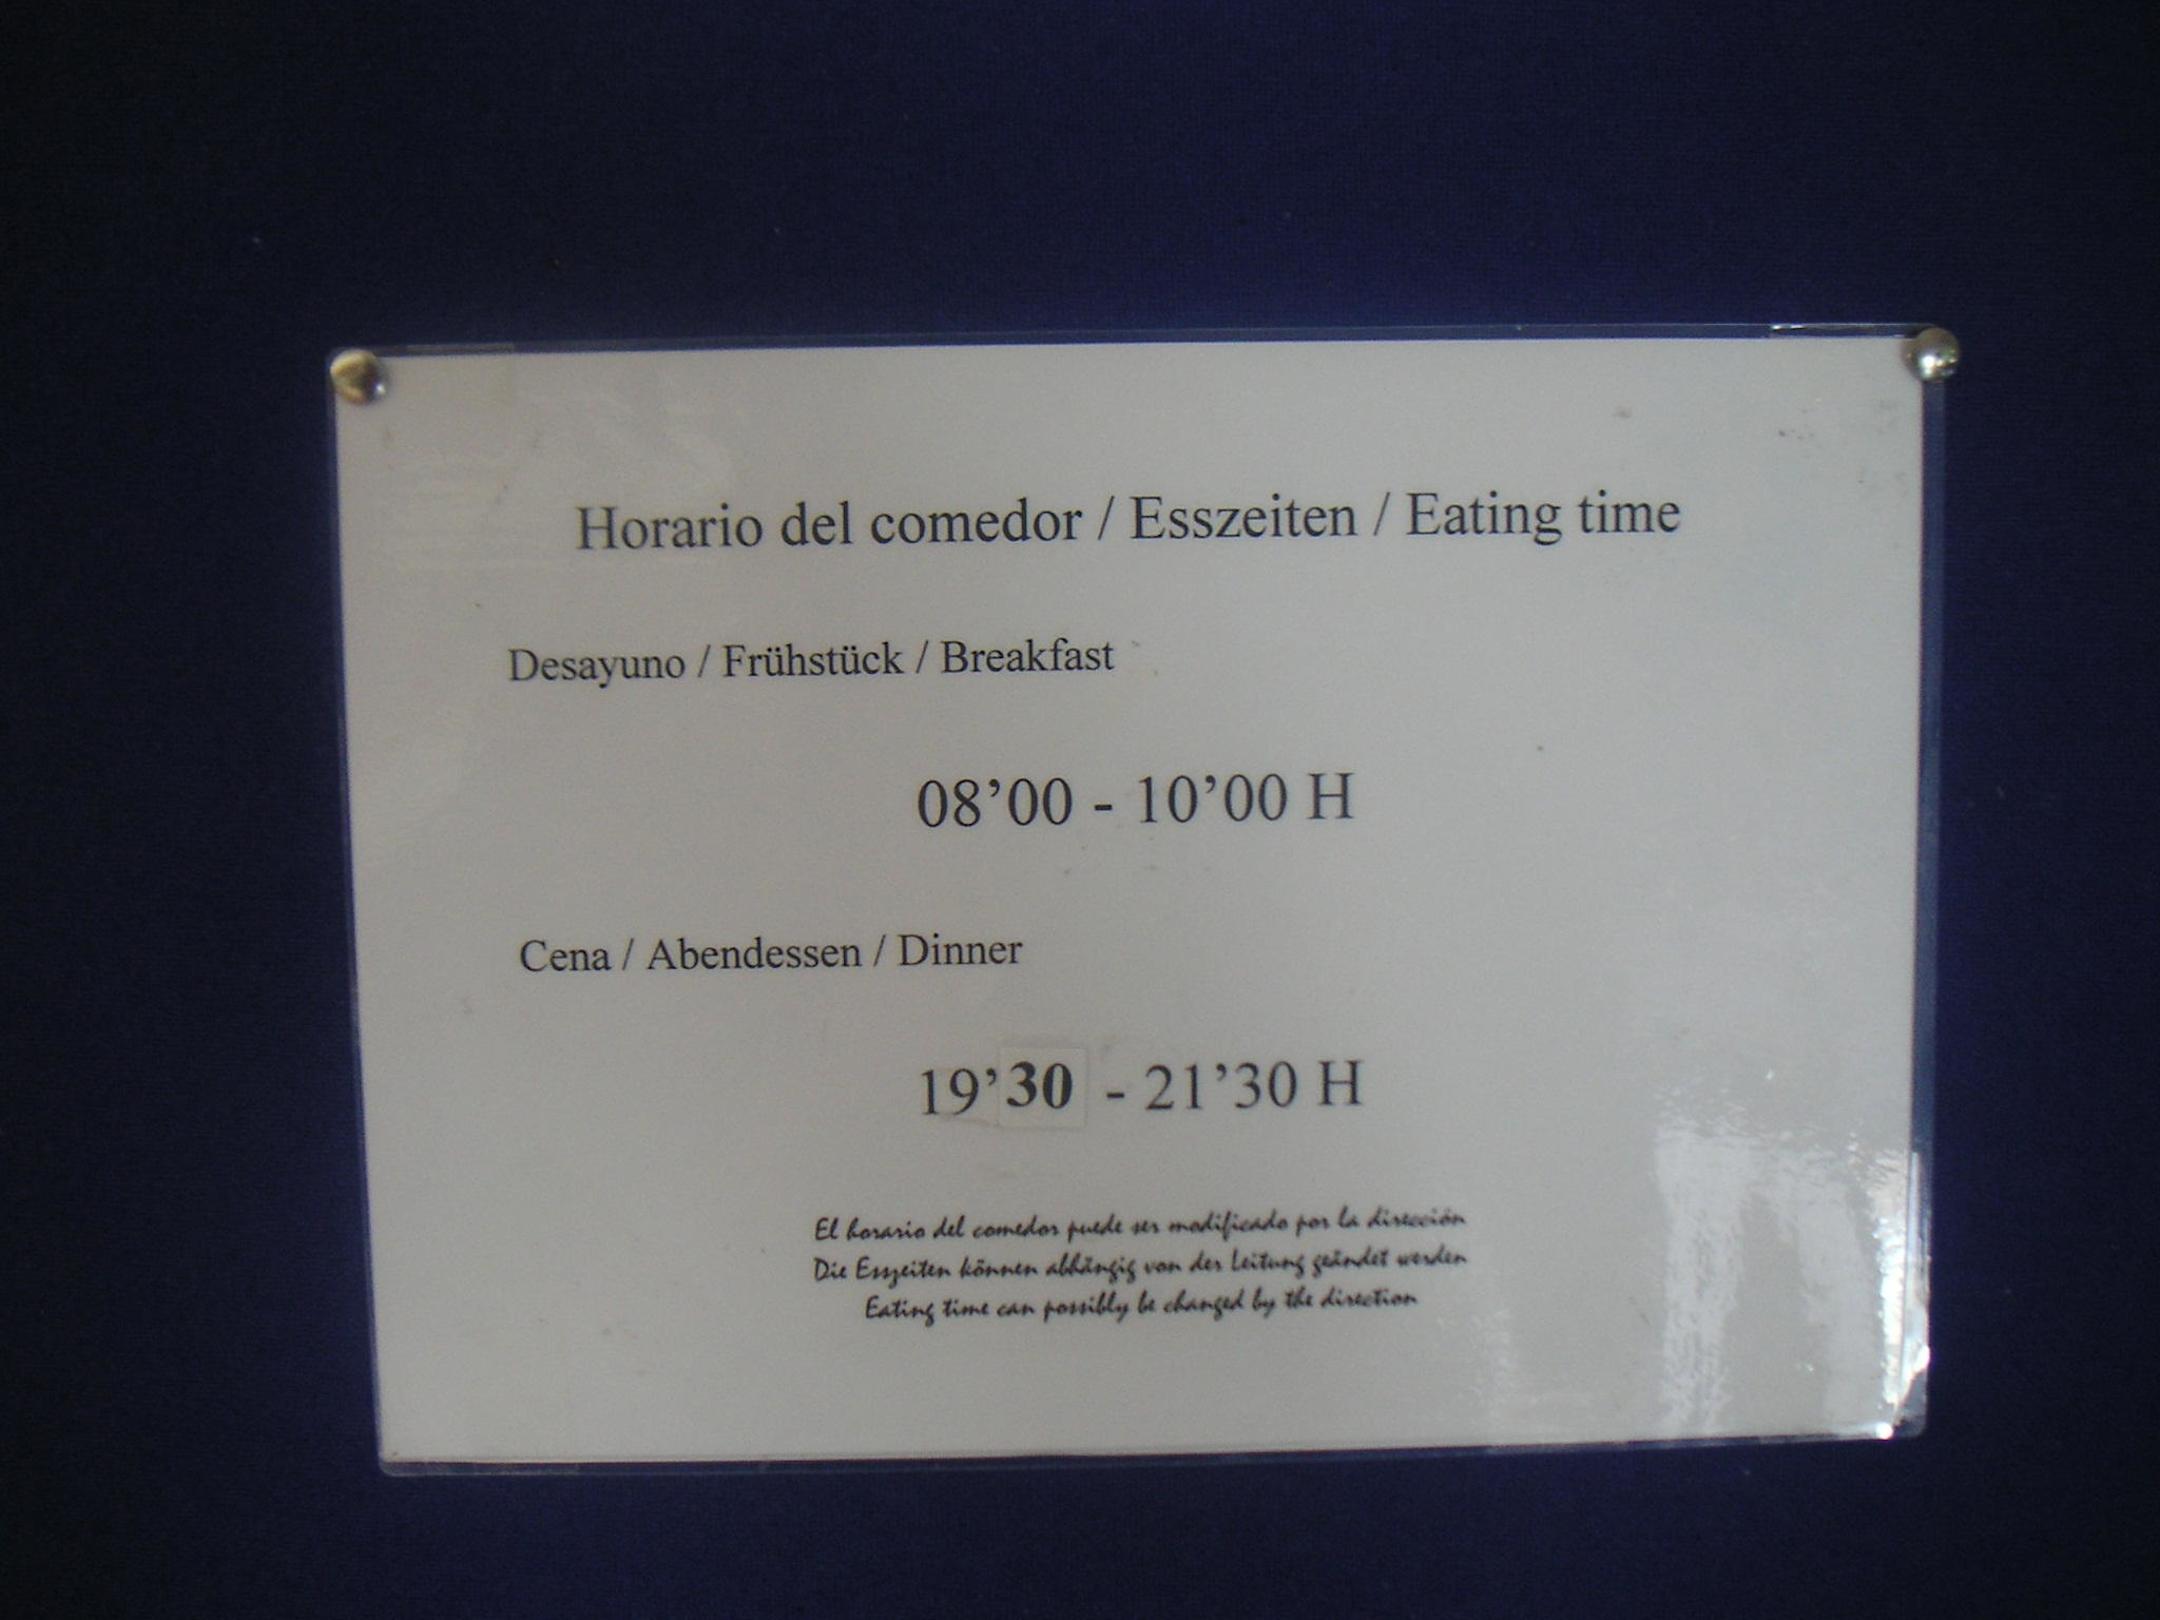 Horario del comedor / Esszeiten / Eating time
Desayuno / Frühstück / Breakfast
08’00 - 10’00 H
Cena / Abendessen / Dinner
19’30 - 21’30 H
El horario del comedor puede ser modificado por la dirección
Die Esszeiten können abhängig von der Leitung geändet werden
Eating time can possibly be changed by the direction